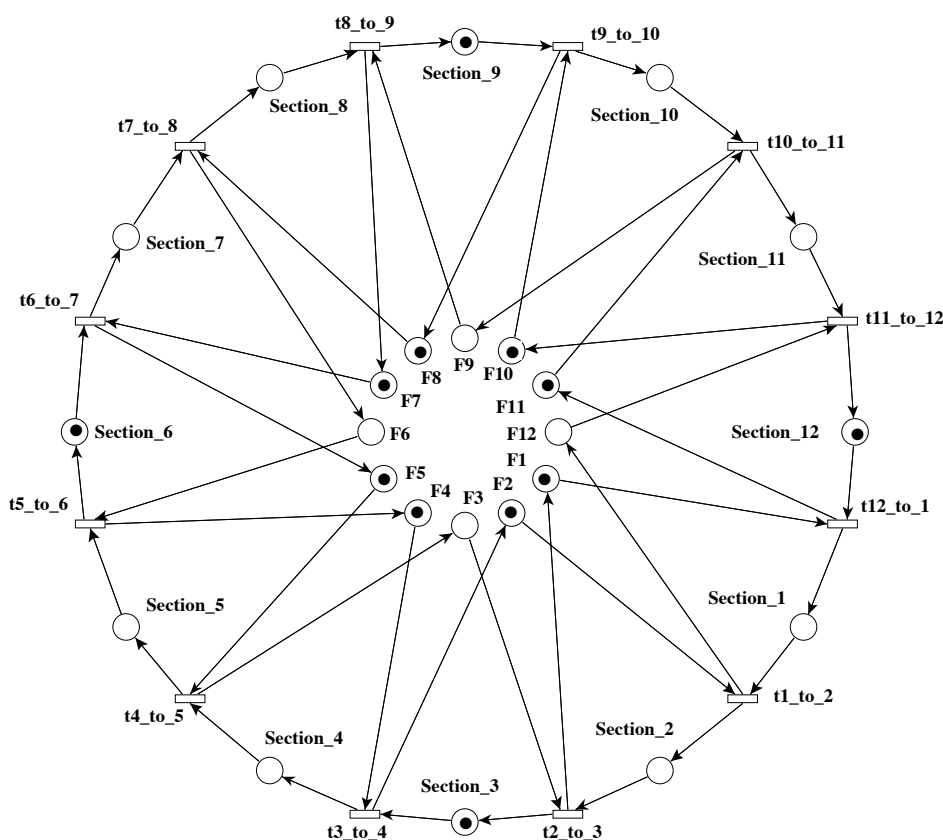 t8_to_9
t9_to_10
Section_9
Section_8
Section_10
t7_to_8
t10_to_11
Section_7
Section_11
t6_to_7
t11_to_12
F9
F8
F10
F7
F11
Section_6
F6
F12
Section_12
F5
F1
F4
F3
F2
t5_to_6
t12_to_1
Section_5
Section_1
t4_to_5
t1_to_2
Section_4
Section_2
Section_3
t3_to_4
t2_to_3